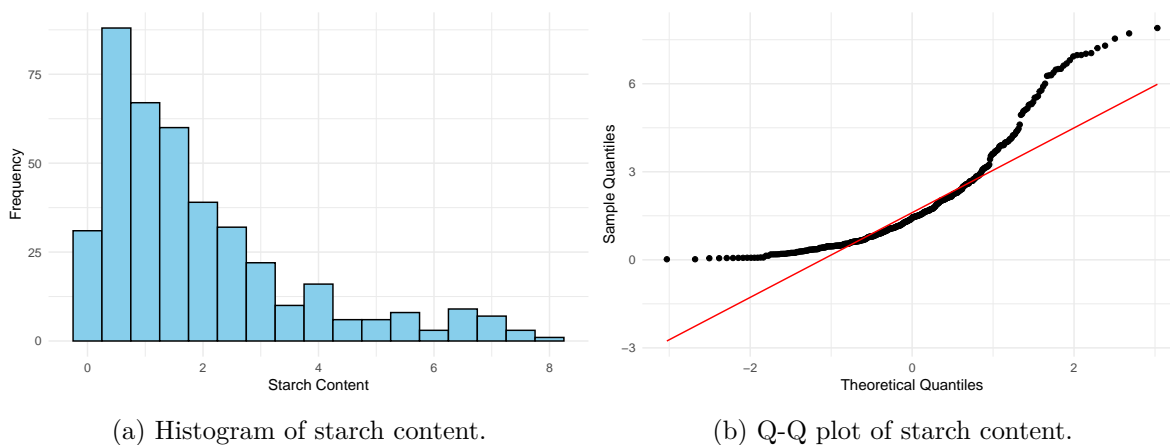 75
50
25
0
Frequency
0 2 4 6 8
Starch Content
(a) Histogram of starch content.
6
3
0
−3
Sample Quantiles
−2 0 2
Theoretical Quantiles
(b) Q-Q plot of starch content.